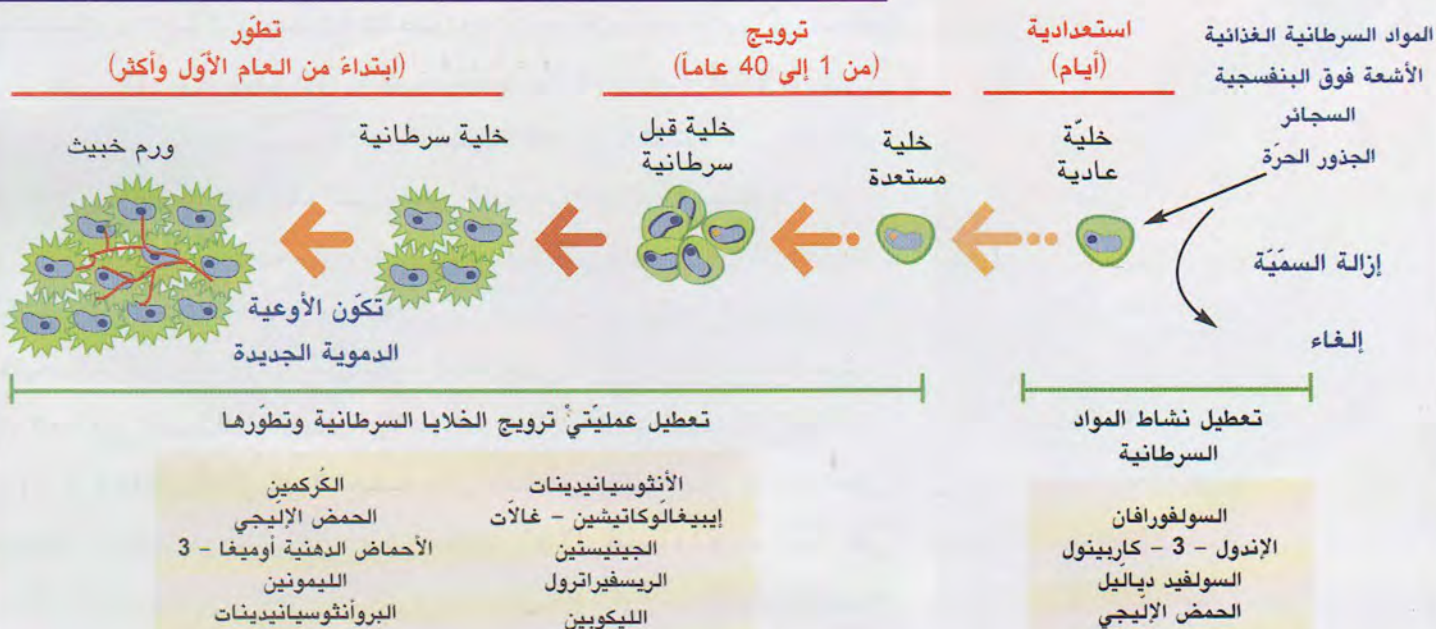 المواد السرطانية الغذائية
الأشعة فوق البنفسجية
السجائر
الجذور الحرّة
استعدادية
(أيام)
ترويج
(من 1 إلى 40 عاماً)
تطوّر
(ابتداءً من العام الأوّل وأكثر)
خليّة
عادية
خلية
مستعدة
خلية قبل
سرطانية
خلية سرطانية
ورم خبيث
إزالة السمّيّة
إلغاء
تكوّن الأوعية
الدموية الجديدة
تعطيل نشاط المواد
السرطانية
السولفورافان
الإندول – 3 – كاربينول
السولفيد دياليل
الحمض الإليجي
تعطيل عمليّتيْ ترويج الخلايا السرطانية وتطوّرها
الأنثوسيانيدينات
إيبيغالوكاتيشين – غالات
الجينيستين
الريسفيراترول
الليكوبين
الكُركمين
الحمض الإليجي
الأحماض الدهنية أوميغا – 3
الليمونين
البروأنثوسيانيدينات